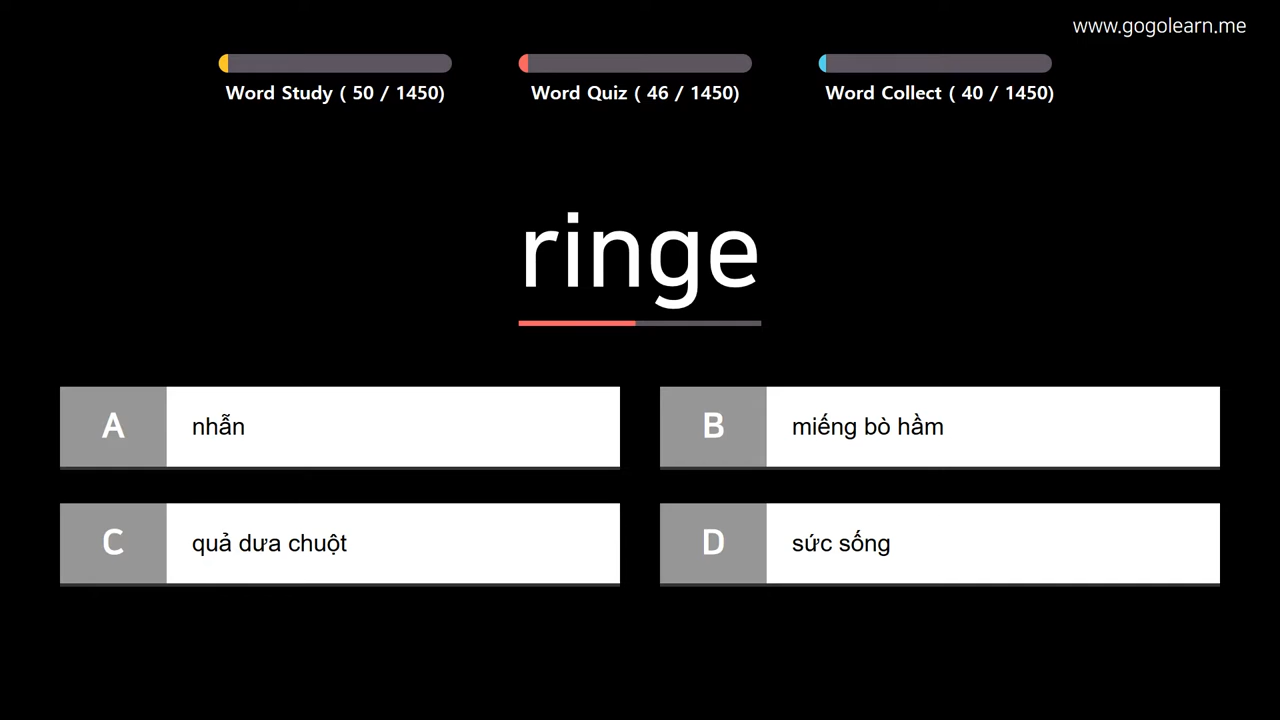 www.gogolearn.me
Word Study ( 50 / 1450)
Word Quiz ( 46 / 1450)
Word Collect ( 40 / 1450)
ringe
A nhẫn
B miếng bò hầm
C quả dưa chuột
D sức sống